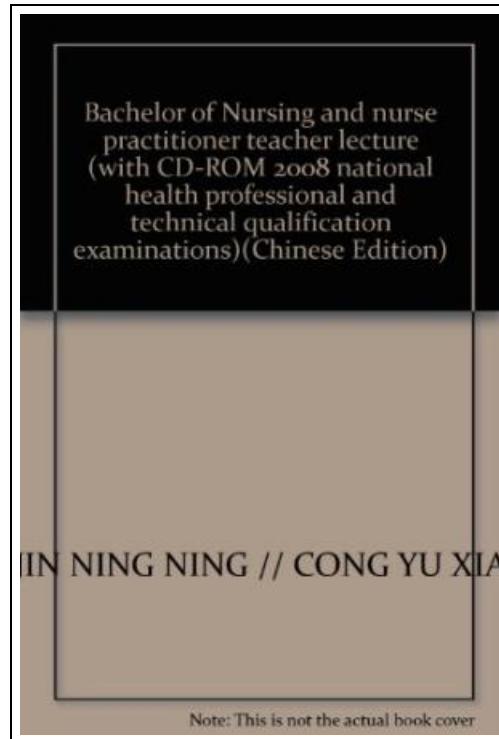 Bachelor of Nursing and nurse
practitioner teacher lecture
(with CD-ROM 2008 national
health professional and
technical qualification
examinations)(Chinese Edition)
NING NING // CONG YU
Note: This is not the actual book cover